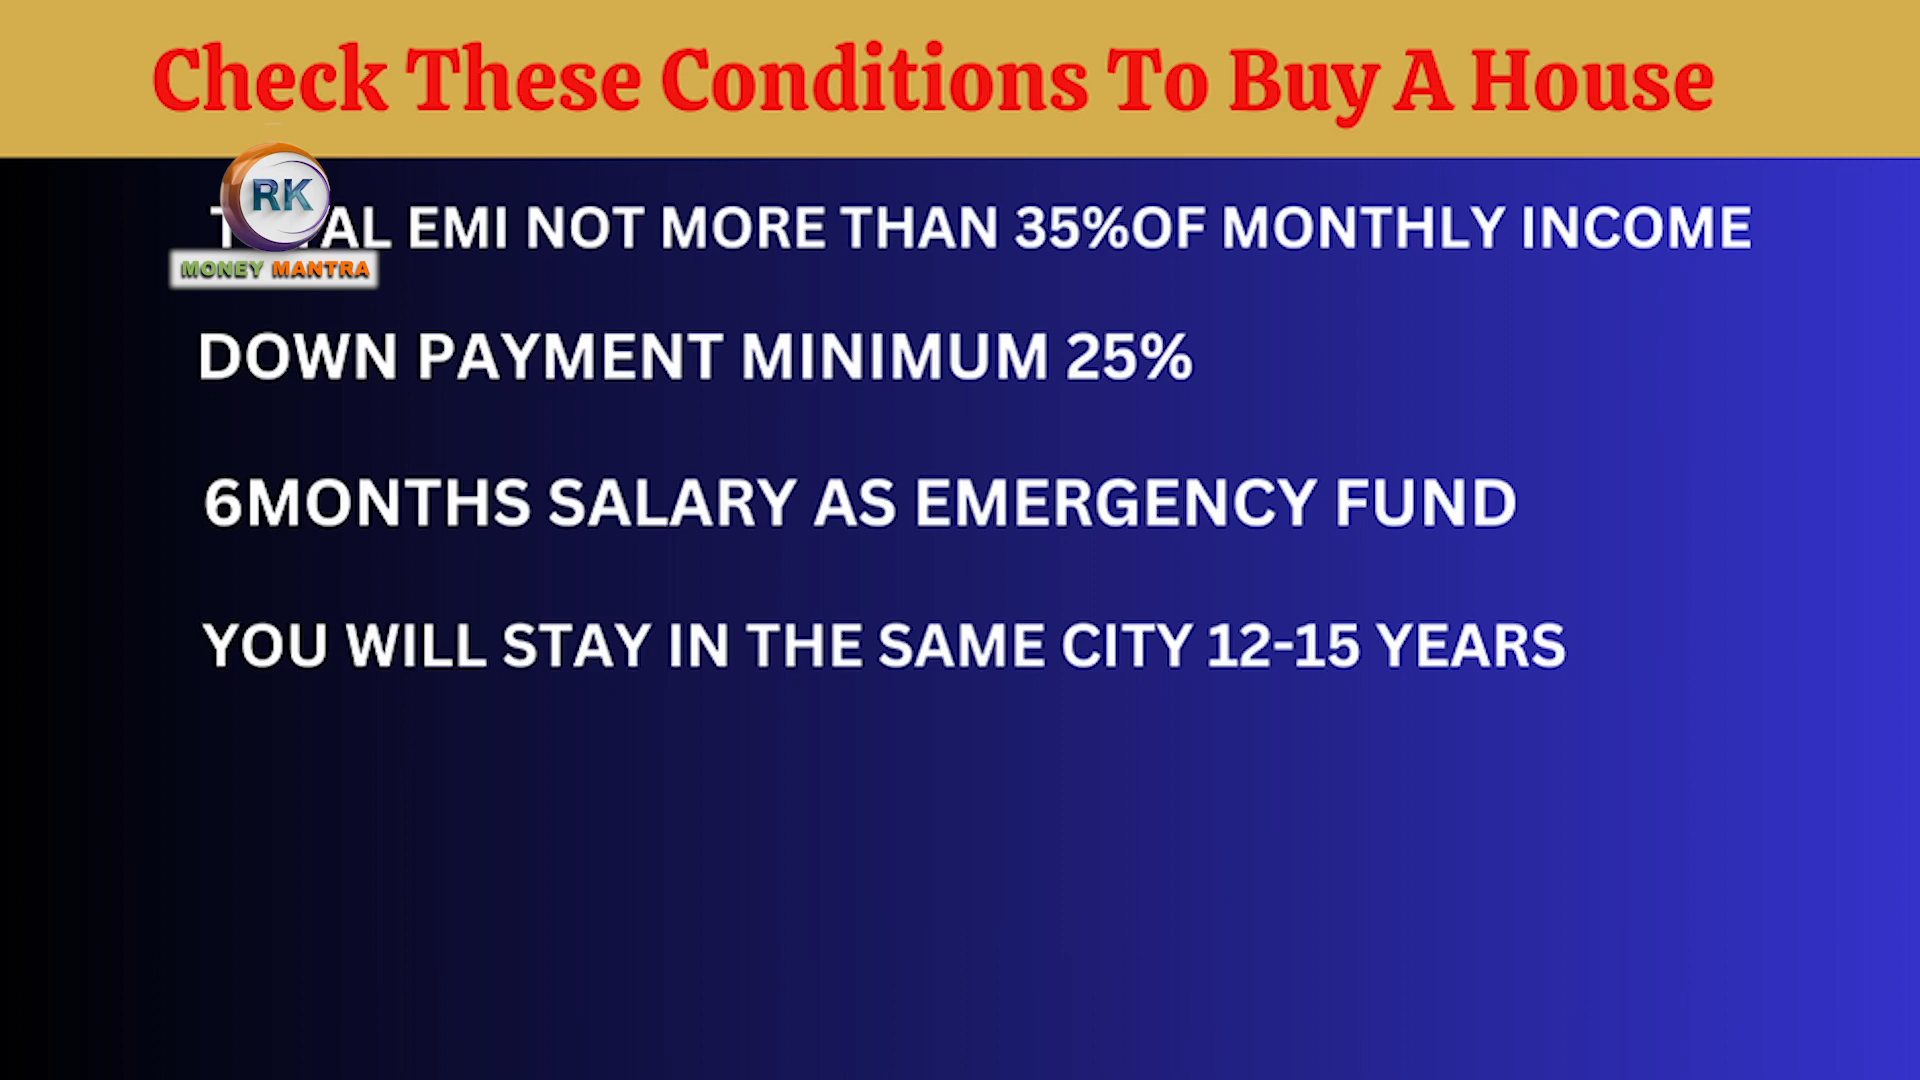 Check These Conditions To Buy A House
RK
TOTAL EMI NOT MORE THAN 35%OF MONTHLY INCOME
MONEY MANTRA
DOWN PAYMENT MINIMUM 25%
6MONTHS SALARY AS EMERGENCY FUND
YOU WILL STAY IN THE SAME CITY 12-15 YEARS